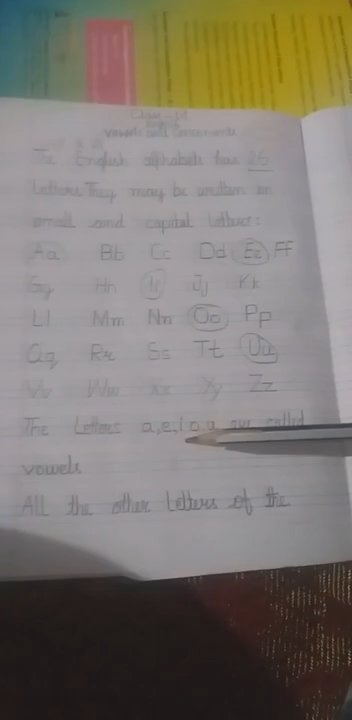 Vowels and Consonants
The English alphabets has 26
Letters. They may be written in
small and capital letters:
Aa Bb Cc Dd Ee Ff
Gg Hh Ii Jj Kk
Ll Mm Nn Oo Pp
Qq Rr Ss Tt Uu
Vv Ww Xx Yy Zz
The Letters a,e,i,o,u are called
vowels
All the other Letters of the